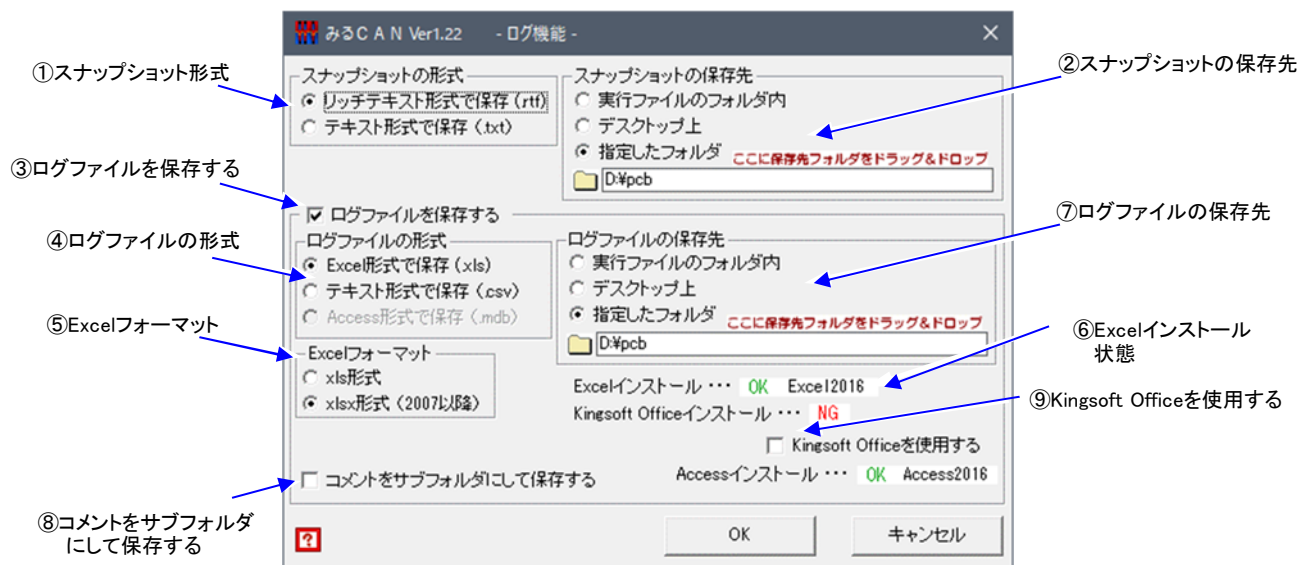 みるCAN Ver1.22 - ログ機能 -
①スナップショット形式
スナップショットの形式
リッチテキスト形式で保存(rtf)
テキスト形式で保存(.txt)
②スナップショットの保存先
スナップショットの保存先
実行ファイルのフォルダ内
デスクトップ上
指定したフォルダ ここに保存先フォルダをドラッグ&ドロップ
D:¥pcb
③ログファイルを保存する
ログファイルを保存する
④ログファイルの形式
ログファイルの形式
Excel形式で保存(.xls)
テキスト形式で保存(.csv)
Access形式で保存(.mdb)
⑦ログファイルの保存先
ログファイルの保存先
実行ファイルのフォルダ内
デスクトップ上
指定したフォルダ ここに保存先フォルダをドラッグ&ドロップ
D:¥pcb
⑤Excelフォーマット
Excelフォーマット
xls形式
xlsx形式(2007以降)
⑥Excelインストール
状態
Excelインストール ・・・ OK Excel2016
Kingsoft Officeインストール ・・・ NG
⑨Kingsoft Officeを使用する
Kingsoft Officeを使用する
Accessインストール ・・・ OK Access2016
コメントをサブフォルダにして保存する
⑧コメントをサブフォルダ
にして保存する
?
OK
キャンセル